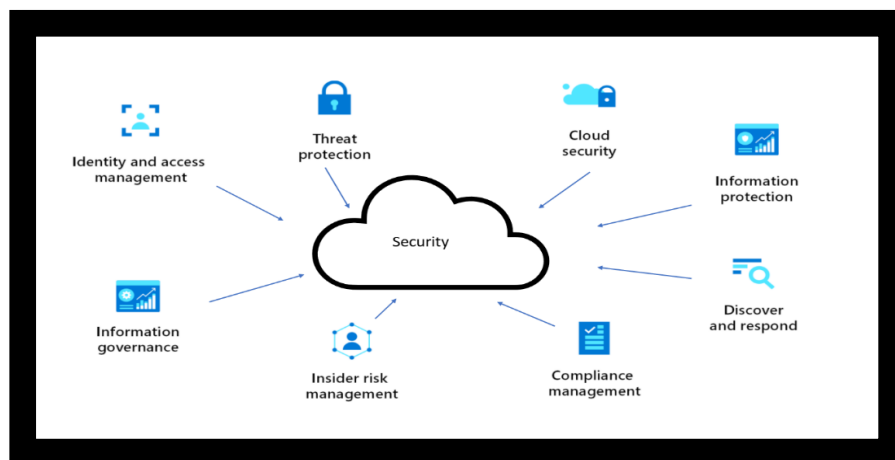 Identity and access
management
Threat
protection
Cloud
security
Information
protection
Security
Information
governance
Insider risk
management
Compliance
management
Discover
and respond